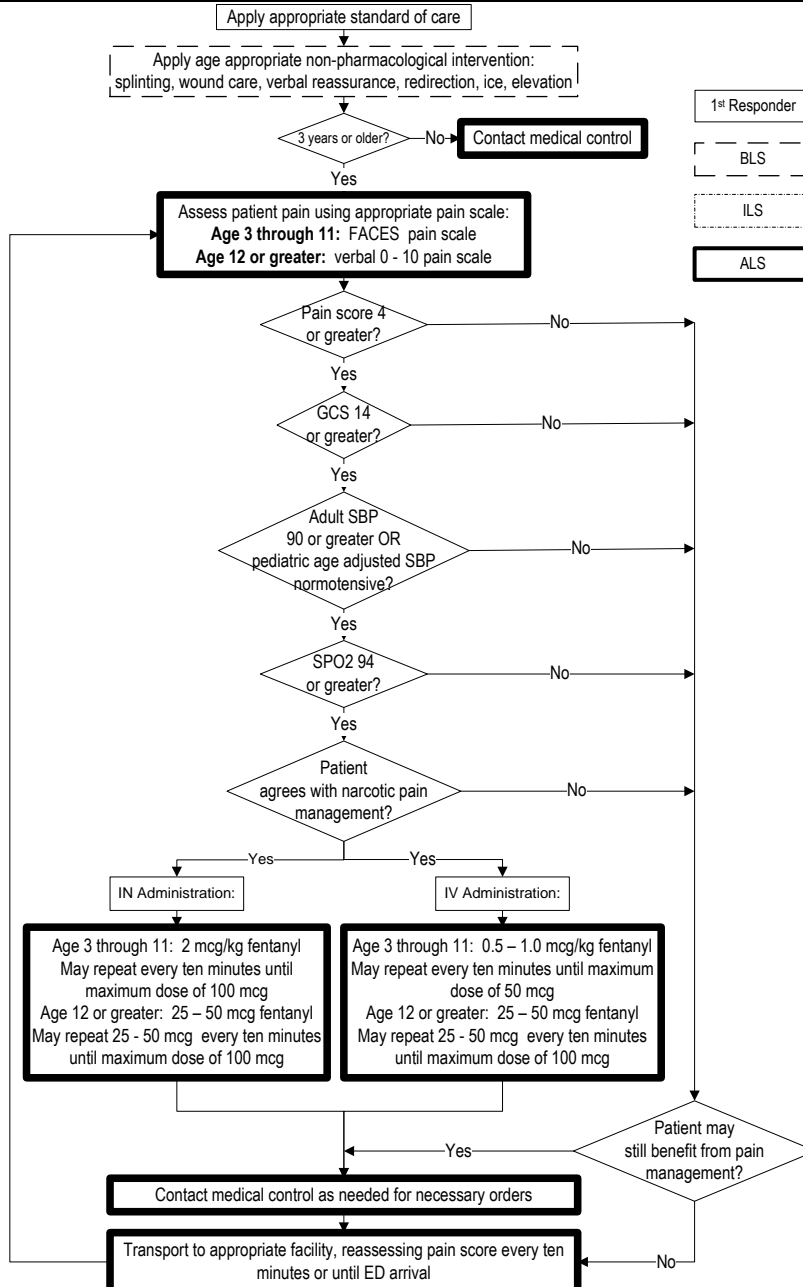 Apply appropriate standard of care
Apply age appropriate non-pharmacological intervention:
splinting, wound care, verbal reassurance, redirection, ice, elevation
1st Responder
3 years or older?
No
Contact medical control
BLS
Yes
Assess patient pain using appropriate pain scale:
Age 3 through 11: FACES pain scale
Age 12 or greater: verbal 0 - 10 pain scale
ILS
ALS
Pain score 4
or greater?
No
Yes
GCS 14
or greater?
No
Yes
Adult SBP
90 or greater OR
pediatric age adjusted SBP
normotensive?
No
Yes
SPO2 94
or greater?
No
Yes
Patient
agrees with narcotic pain
management?
No
Yes
Yes
IN Administration:
IV Administration:
Age 3 through 11: 2 mcg/kg fentanyl
May repeat every ten minutes until
maximum dose of 100 mcg
Age 12 or greater: 25 – 50 mcg fentanyl
May repeat 25 - 50 mcg every ten minutes
until maximum dose of 100 mcg
Age 3 through 11: 0.5 – 1.0 mcg/kg fentanyl
May repeat every ten minutes until maximum
dose of 50 mcg
Age 12 or greater: 25 – 50 mcg fentanyl
May repeat 25 - 50 mcg every ten minutes
until maximum dose of 100 mcg
Patient may
still benefit from pain
management?
Yes
Contact medical control as needed for necessary orders
No
Transport to appropriate facility, reassessing pain score every ten
minutes or until ED arrival